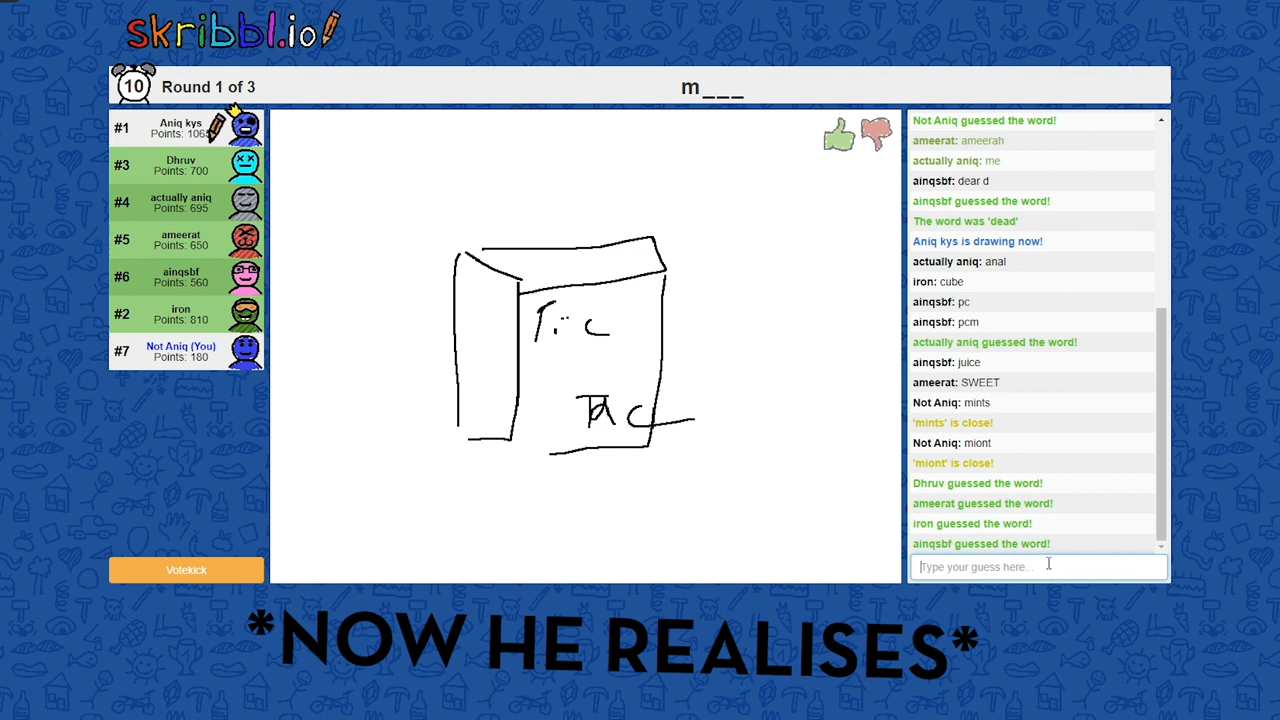 skribbl.io
10
Round 1 of 3
m___
#1
Aniq kys
Points: 1065
#3
Dhruv
Points: 700
#4
actually aniq
Points: 695
#5
ameerat
Points: 650
#6
ainqsbf
Points: 560
#2
iron
Points: 810
#7
Not Aniq (You)
Points: 180
Votekick
Tic
Tac
Not Aniq guessed the word!
ameerat: ameerah
actually aniq: me
ainqsbf: dear d
ainqsbf guessed the word!
The word was 'dead'
Aniq kys is drawing now!
actually aniq: anal
iron: cube
ainqsbf: pc
ainqsbf: pcm
actually aniq guessed the word!
ainqsbf: juice
ameerat: SWEET
Not Aniq: mints
'mints' is close!
Not Aniq: miont
'miont' is close!
Dhruv guessed the word!
ameerat guessed the word!
iron guessed the word!
ainqsbf guessed the word!
Type your guess here...
*NOW HE REALISES*